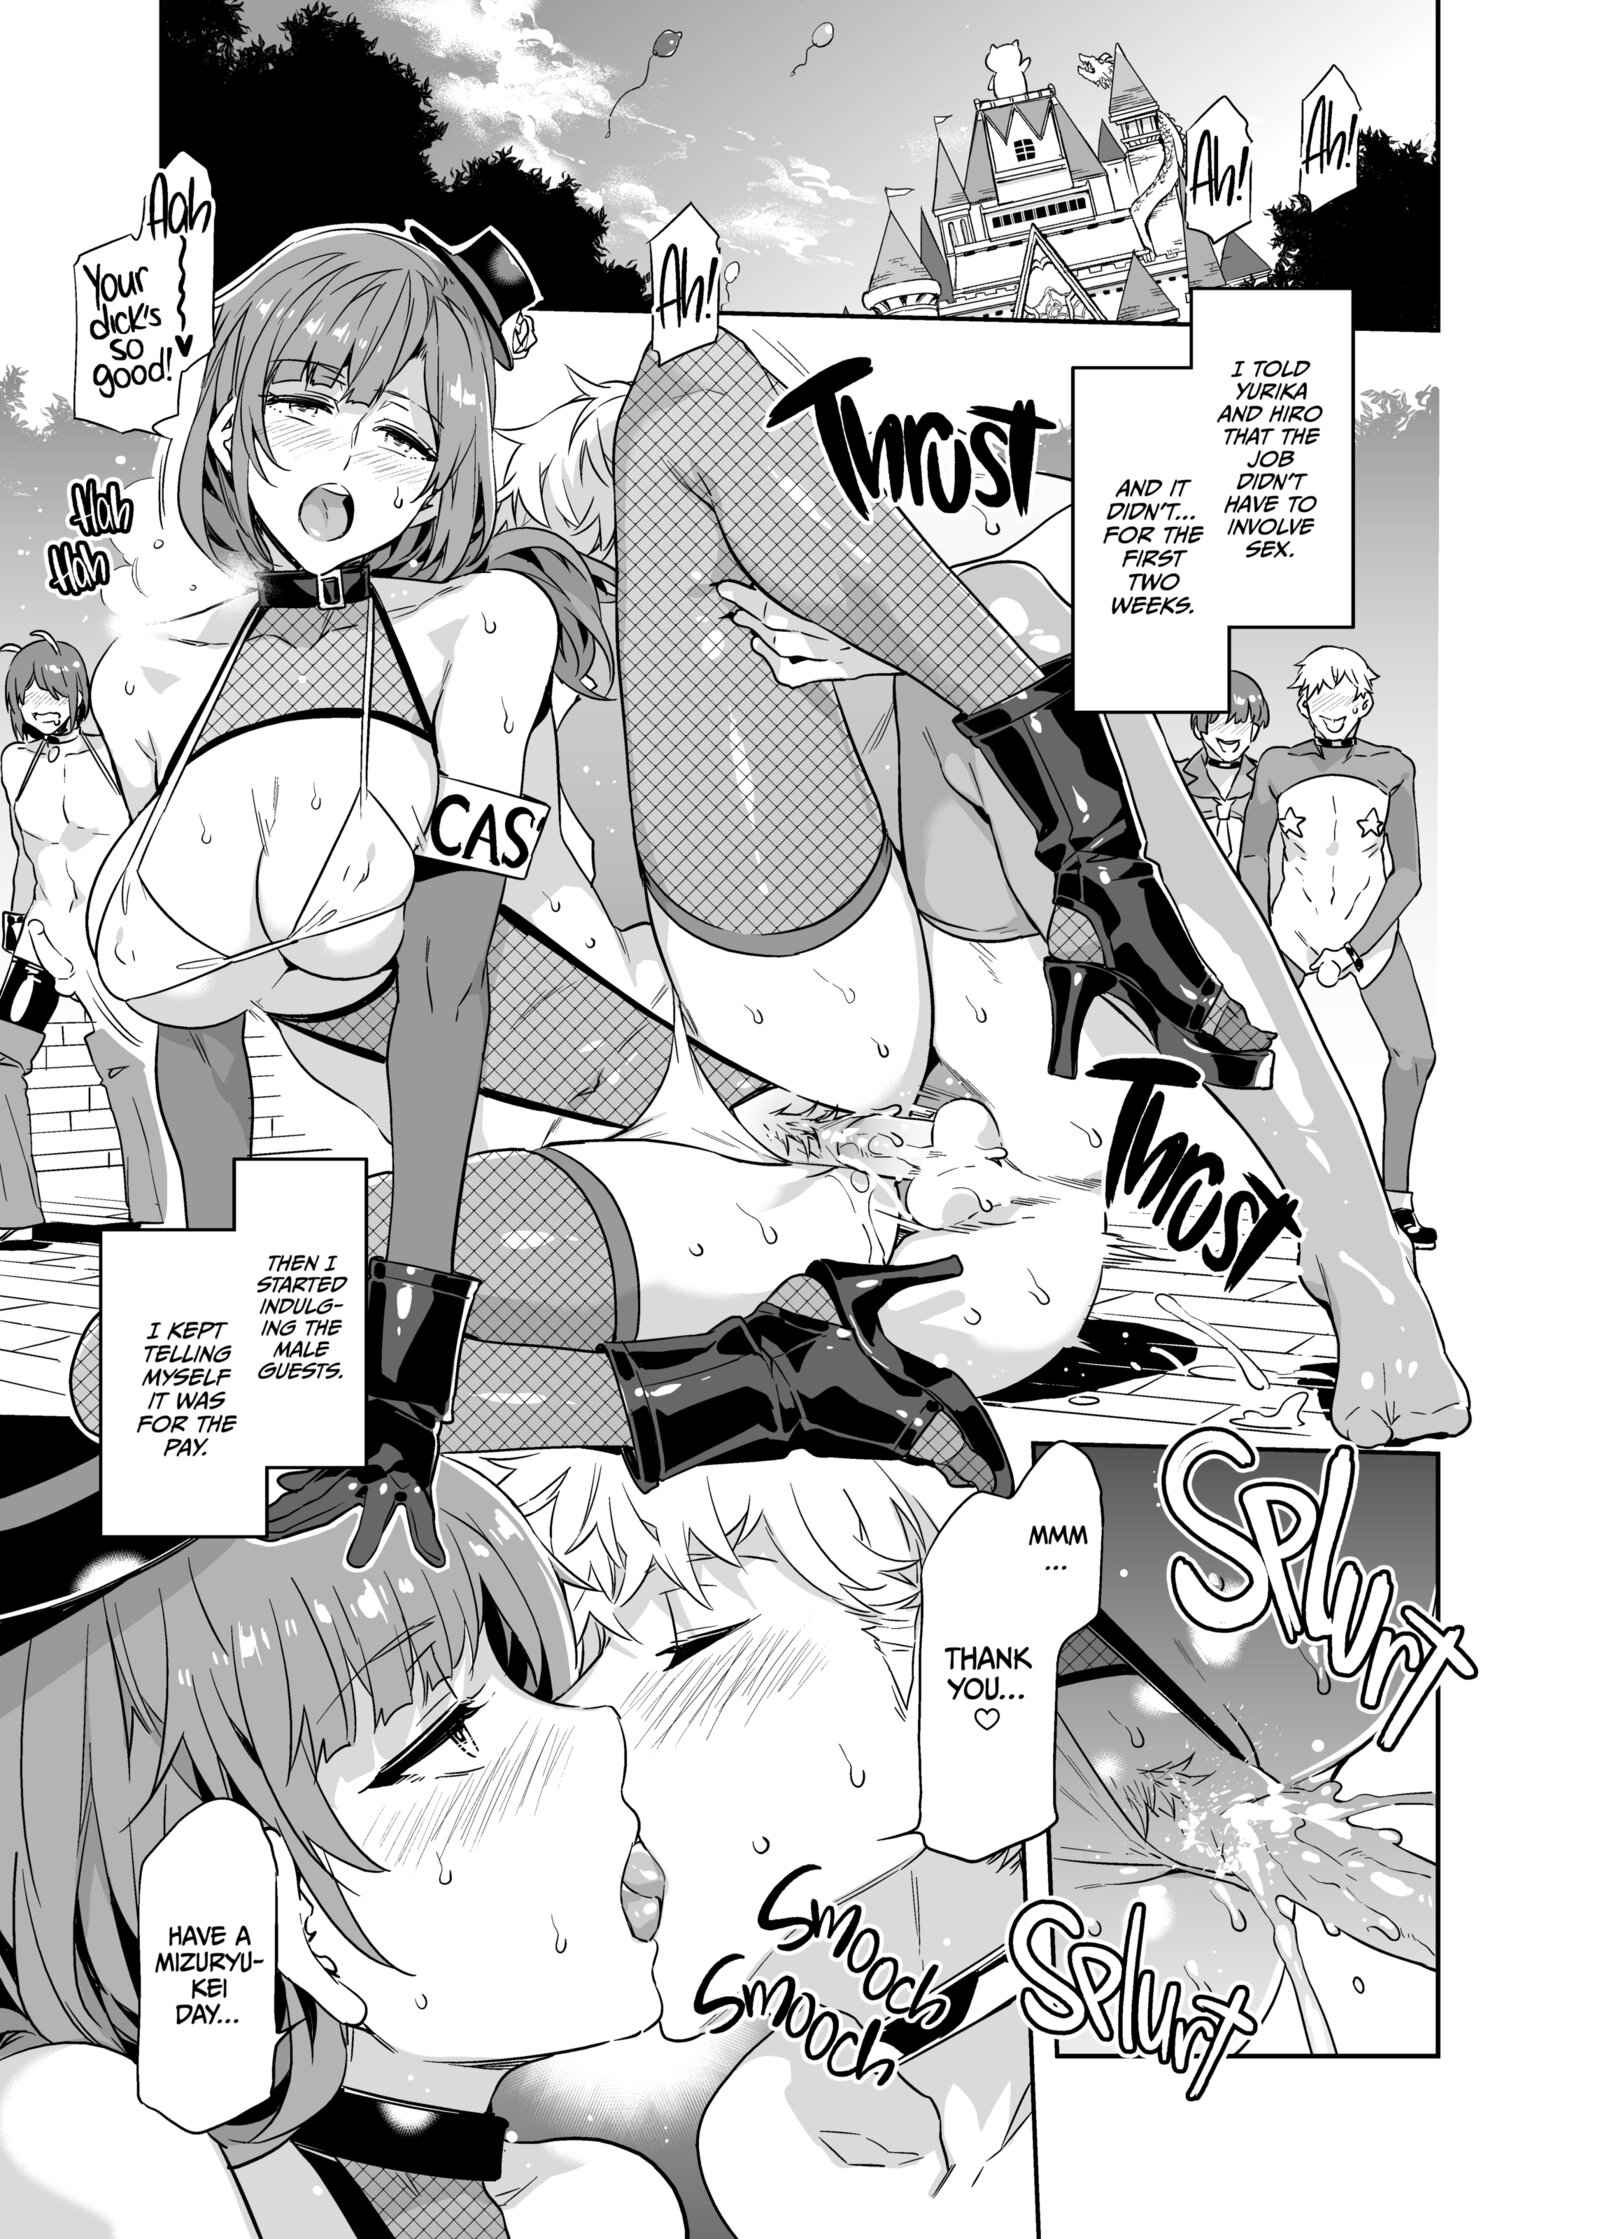 Ah!
Ah!
Ah!
I TOLD
YURIKA
AND HIRO
THAT THE
JOB
DIDN'T
HAVE TO
INVOLVE
SEX.
AND IT
DIDN'T...
FOR THE
FIRST
TWO
WEEKS.
Thrust
Aah
Your
dick's
so
good!
Hah
Hah
CAS
Thrust
THEN I
STARTED
INDULG-
ING THE
MALE
GUESTS.
I KEPT
TELLING
MYSELF
IT WAS
FOR THE
PAY.
Splurt
Splurt
MMM
...
THANK
YOU...
♡
Smooch
Smooch
HAVE A
MIZURYU-
KEI
DAY...